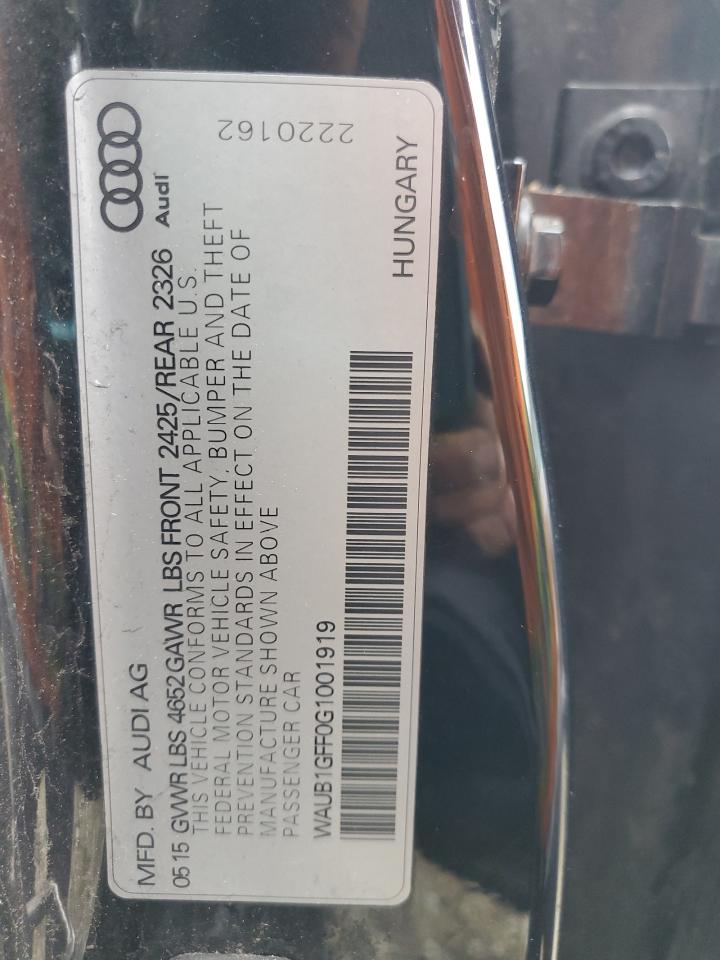 MFD. BY AUDI AG
0515 GVWR LBS 4652 GAWR LBS FRONT 2425/REAR 2326
Audi
THIS VEHICLE CONFORMS TO ALL APPLICABLE U.S.
FEDERAL MOTOR VEHICLE SAFETY, BUMPER AND THEFT
PREVENTION STANDARDS IN EFFECT ON THE DATE OF
MANUFACTURE SHOWN ABOVE
PASSENGER CAR
2220162
WAUB1GFF0G1001919
HUNGARY